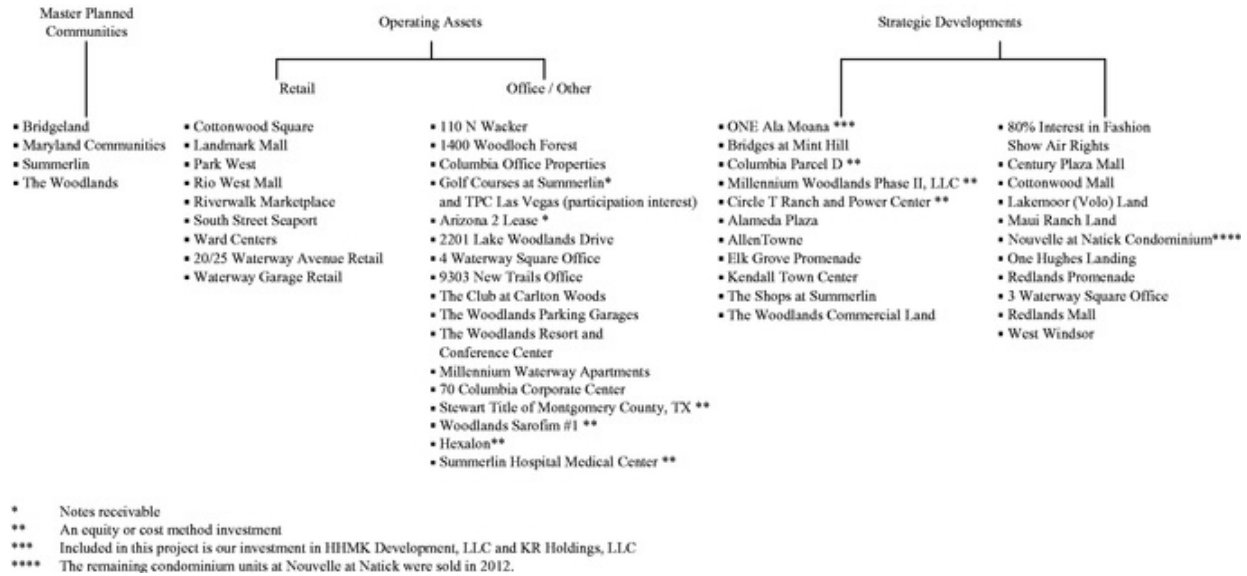 Master Planned
Communities
Operating Assets
Strategic Developments
Retail
Office / Other
▪ Bridgeland
▪ Maryland Communities
▪ Summerlin
▪ The Woodlands
▪ Cottonwood Square
▪ Landmark Mall
▪ Park West
▪ Rio West Mall
▪ Riverwalk Marketplace
▪ South Street Seaport
▪ Ward Centers
▪ 20/25 Waterway Avenue Retail
▪ Waterway Garage Retail
▪ 110 N Wacker
▪ 1400 Woodloch Forest
▪ Columbia Office Properties
▪ Golf Courses at Summerlin*
and TPC Las Vegas (participation interest)
▪ Arizona 2 Lease *
▪ 2201 Lake Woodlands Drive
▪ 4 Waterway Square Office
▪ 9303 New Trails Office
▪ The Club at Carlton Woods
▪ The Woodlands Parking Garages
▪ The Woodlands Resort and
Conference Center
▪ Millennium Waterway Apartments
▪ 70 Columbia Corporate Center
▪ Stewart Title of Montgomery County, TX **
▪ Woodlands Sarofim #1 **
▪ Hexalon**
▪ Summerlin Hospital Medical Center **
▪ ONE Ala Moana ***
▪ Bridges at Mint Hill
▪ Columbia Parcel D **
▪ Millennium Woodlands Phase II, LLC **
▪ Circle T Ranch and Power Center **
▪ Alameda Plaza
▪ AllenTowne
▪ Elk Grove Promenade
▪ Kendall Town Center
▪ The Shops at Summerlin
▪ The Woodlands Commercial Land
▪ 80% Interest in Fashion
Show Air Rights
▪ Century Plaza Mall
▪ Cottonwood Mall
▪ Lakemoor (Volo) Land
▪ Maui Ranch Land
▪ Nouvelle at Natick Condominium****
▪ One Hughes Landing
▪ Redlands Promenade
▪ 3 Waterway Square Office
▪ Redlands Mall
▪ West Windsor
* Notes receivable
** An equity or cost method investment
*** Included in this project is our investment in HHMK Development, LLC and KR Holdings, LLC
**** The remaining condominium units at Nouvelle at Natick were sold in 2012.